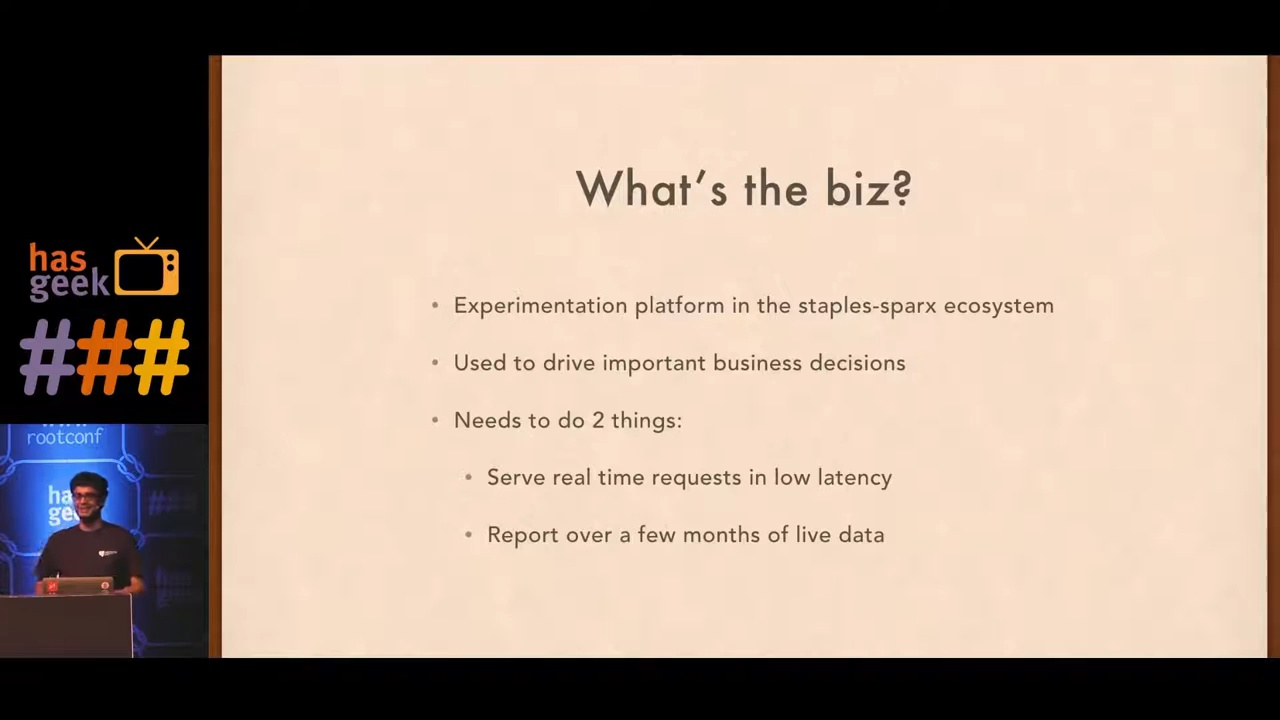 What's the biz?
• Experimentation platform in the staples-sparx ecosystem
• Used to drive important business decisions
• Needs to do 2 things:
• Serve real time requests in low latency
• Report over a few months of live data
has
geek
###
rootconf
has
geek